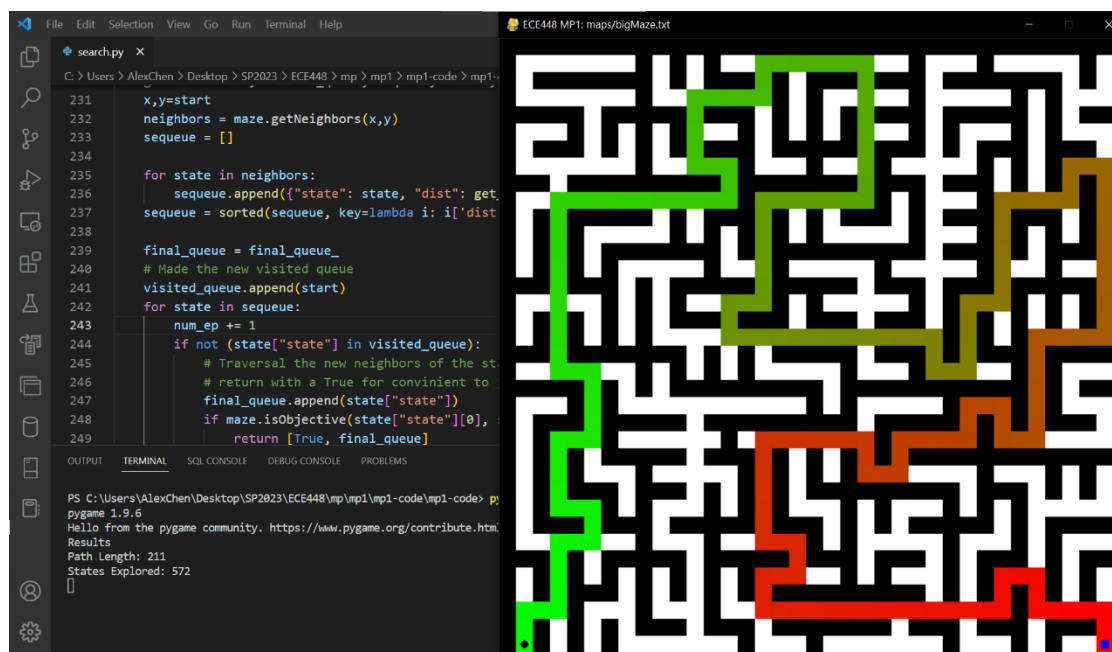 File Edit Selection View Go Run Terminal Help
ECE448 MP1: maps/bigMaze.txt
search.py
C: > Users > AlexChen > Desktop > SP2023 > ECE448 > mp > mp1 > mp1-code > mp1-
231 x,y=start
232 neighbors = maze.getNeighbors(x,y)
233 sequeue = []
234
235 for state in neighbors:
236 sequeue.append({"state": state, "dist": get_
237 sequeue = sorted(sequeue, key=lambda i: i['dist
238
239 final_queue = final_queue_
240 # Made the new visited queue
241 visited_queue.append(start)
242 for state in sequeue:
243 num_ep += 1
244 if not (state["state"] in visited_queue):
245 # Traversal the new neighbors of the
246 # return with a True for convinient to
247 final_queue.append(state["state"])
248 if maze.isObjective(state["state"][0],
249 return [True, final_queue]
OUTPUT TERMINAL SQL CONSOLE DEBUG CONSOLE PROBLEMS
PS C:\Users\AlexChen\Desktop\SP2023\ECE448\mp\mp1\mp1-code\mp1-code> py
pygame 1.9.6
Hello from the pygame community. https://www.pygame.org/contribute.htm
Results
Path Length: 211
States Explored: 572